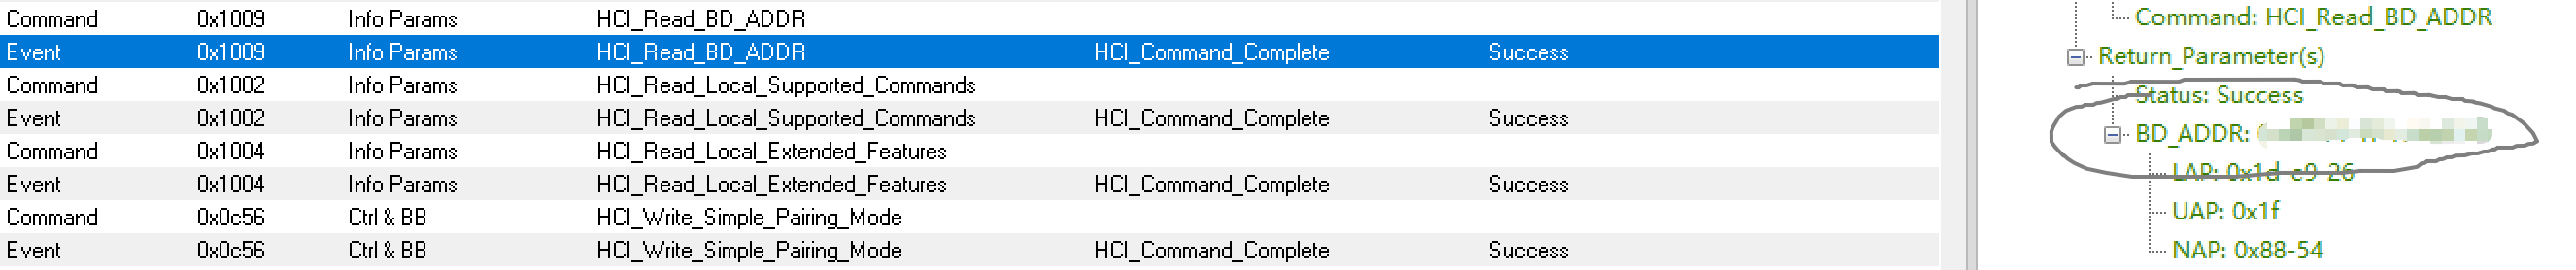 Command 0x1009 Info Params HCI_Read_BD_ADDR
Event 0x1009 Info Params HCI_Read_BD_ADDR HCI_Command_Complete Success
Command 0x1002 Info Params HCI_Read_Local_Supported_Commands
Event 0x1002 Info Params HCI_Read_Local_Supported_Commands HCI_Command_Complete Success
Command 0x1004 Info Params HCI_Read_Local_Extended_Features
Event 0x1004 Info Params HCI_Read_Local_Extended_Features HCI_Command_Complete Success
Command 0x0c56 Ctrl & BB HCI_Write_Simple_Pairing_Mode
Event 0x0c56 Ctrl & BB HCI_Write_Simple_Pairing_Mode HCI_Command_Complete Success
Command: HCI_Read_BD_ADDR
Return_Parameter(s)
Status: Success
BD_ADDR:
LAP: 0x1d-e9-26
UAP: 0x1f
NAP: 0x88-54